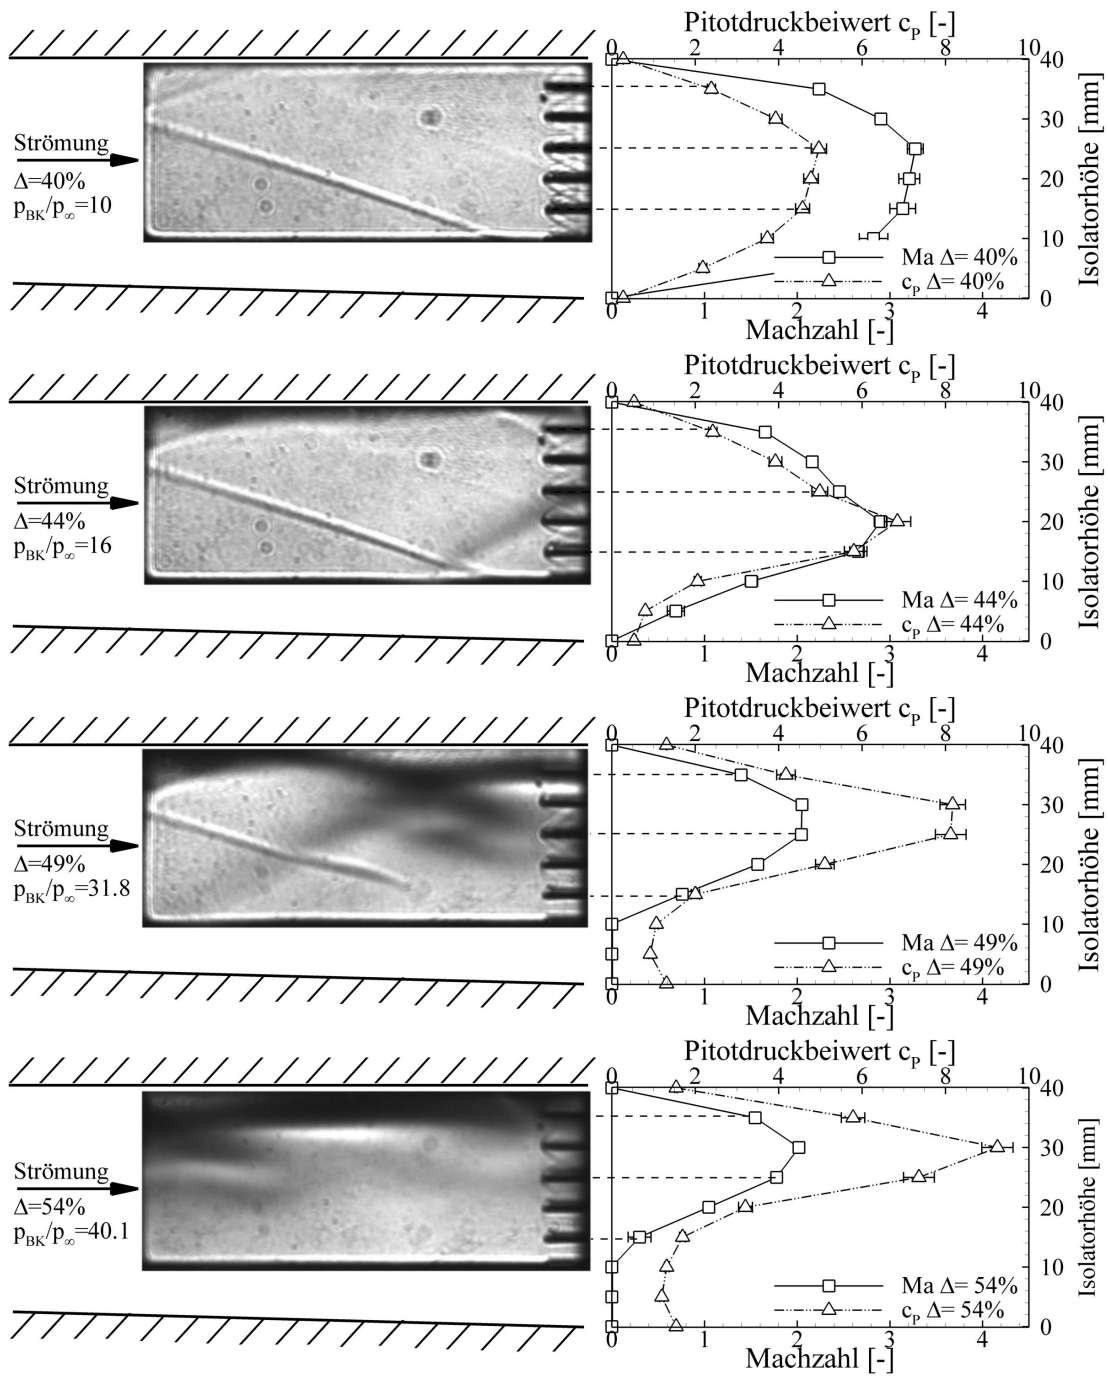 Pitotdruckbeiwert c_P [-]
0 2 4 6 8 10
Strömung
Δ=40%
p_BK/p_∞=10
40
30
20
10
0
Isolatorhöhe [mm]
Ma Δ= 40%
c_P Δ= 40%
0 1 2 3 4
Machzahl [-]
Pitotdruckbeiwert c_P [-]
0 2 4 6 8 10
Strömung
Δ=44%
p_BK/p_∞=16
40
30
20
10
0
Isolatorhöhe [mm]
Ma Δ= 44%
c_P Δ= 44%
0 1 2 3 4
Machzahl [-]
Pitotdruckbeiwert c_P [-]
0 2 4 6 8 10
Strömung
Δ=49%
p_BK/p_∞=31.8
40
30
20
10
0
Isolatorhöhe [mm]
Ma Δ= 49%
c_P Δ= 49%
0 1 2 3 4
Machzahl [-]
Pitotdruckbeiwert c_P [-]
0 2 4 6 8 10
Strömung
Δ=54%
p_BK/p_∞=40.1
40
30
20
10
0
Isolatorhöhe [mm]
Ma Δ= 54%
c_P Δ= 54%
0 1 2 3 4
Machzahl [-]